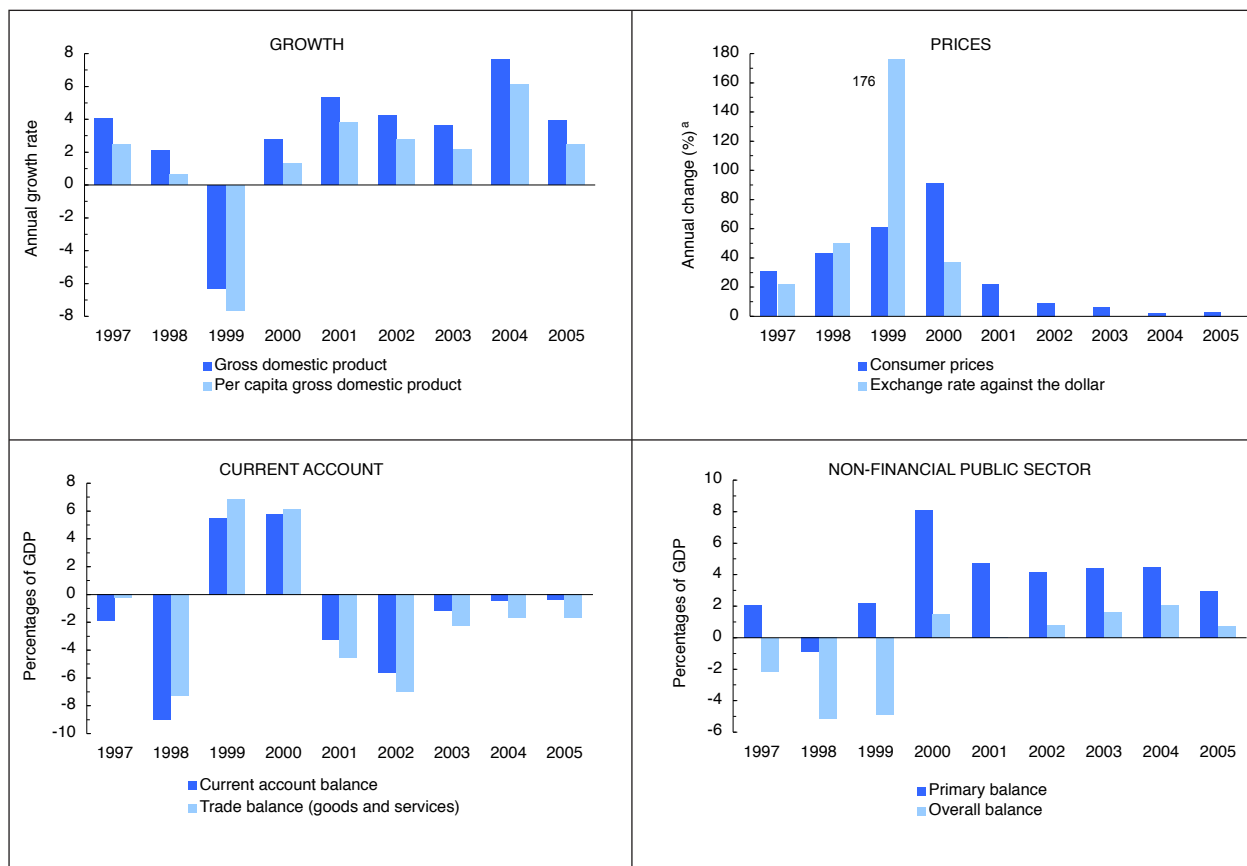 GROWTH
Annual growth rate
8
6
4
2
0
-2
-4
-6
-8
1997 1998 1999 2000 2001 2002 2003 2004 2005
Gross domestic product
Per capita gross domestic product
PRICES
Annual change (%) a
180
160
140
120
100
80
60
40
20
0
176
1997 1998 1999 2000 2001 2002 2003 2004 2005
Consumer prices
Exchange rate against the dollar
CURRENT ACCOUNT
Percentages of GDP
8
6
4
2
0
-2
-4
-6
-8
-10
1997 1998 1999 2000 2001 2002 2003 2004 2005
Current account balance
Trade balance (goods and services)
NON-FINANCIAL PUBLIC SECTOR
Percentages of GDP
10
8
6
4
2
0
-2
-4
-6
1997 1998 1999 2000 2001 2002 2003 2004 2005
Primary balance
Overall balance